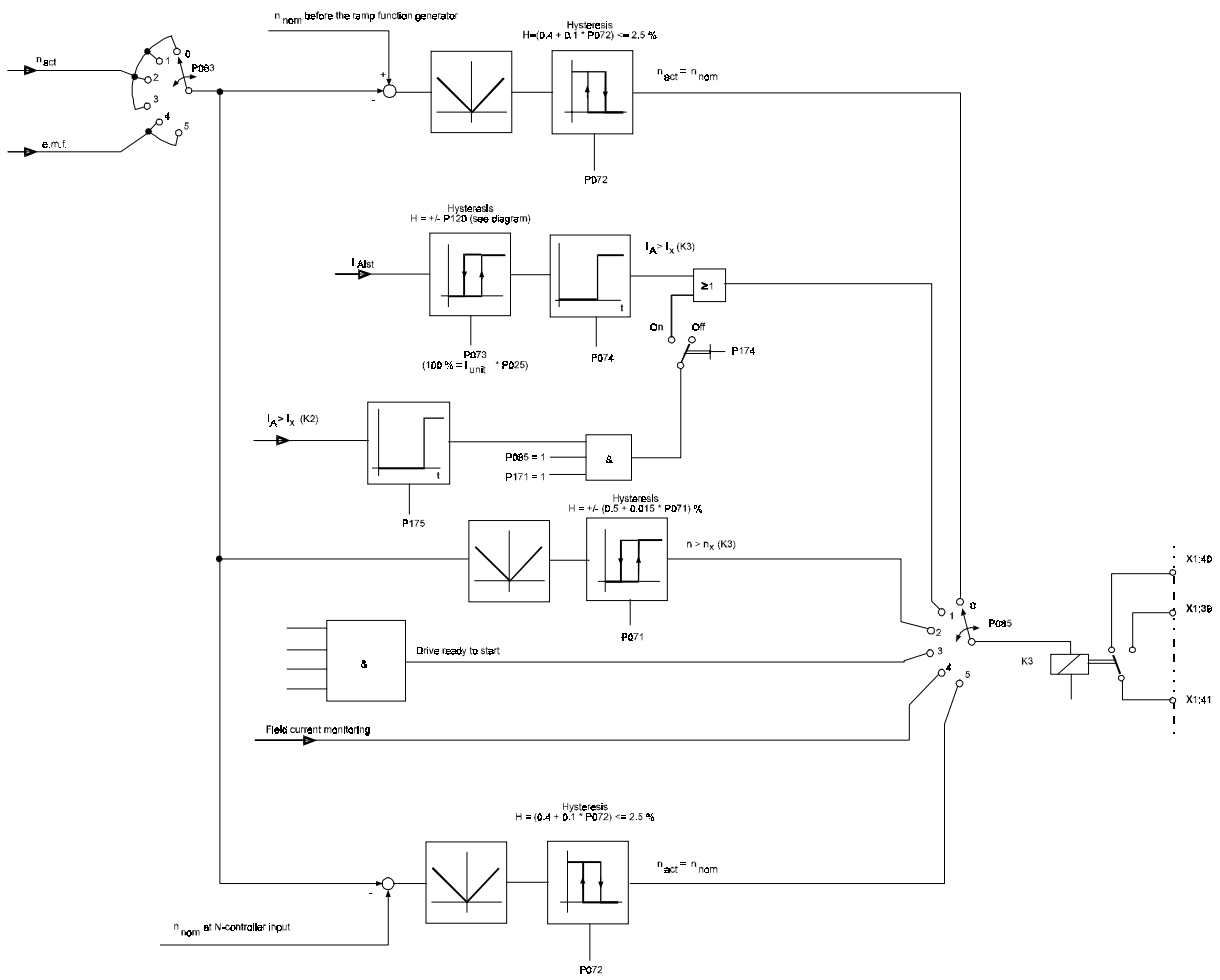 n nom before the ramp function generator
Hysteresis
H=(0.4 + 0.1 * P072) <= 2.5 %
n act
0
1
2
3
4
5
P083
e.m.f.
+
-
n act = n nom
P072
Hysteresis
H = +/- P120 (see diagram)
I AIst
I A > I x (K3)
t
≥1
P073
(100 % = I unit * P025)
P074
On
Off
P174
I A > I x (K2)
t
P085 = 1
P171 = 1
&
P175
Hysteresis
H = +/- (0.5 + 0.015 * P071) %
n > n x (K3)
P071
&
Drive ready to start
Field current monitoring
0
1
2
3
4
5
P085
K3
X1:40
X1:39
X1:41
Hysteresis
H = (0.4 + 0.1 * P072) <= 2.5 %
-
n act = n nom
n nom at N-controller input
P072